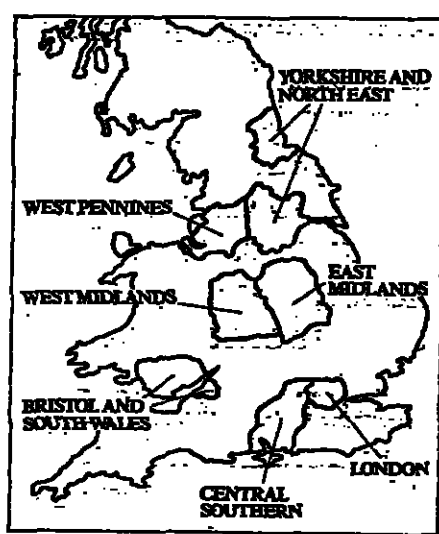 YORKSHIRE AND
NORTH EAST
WEST PENNINES
WEST MIDLANDS
EAST
MIDLANDS
BRISTOL AND
SOUTH WALES
LONDON
CENTRAL
SOUTHERN